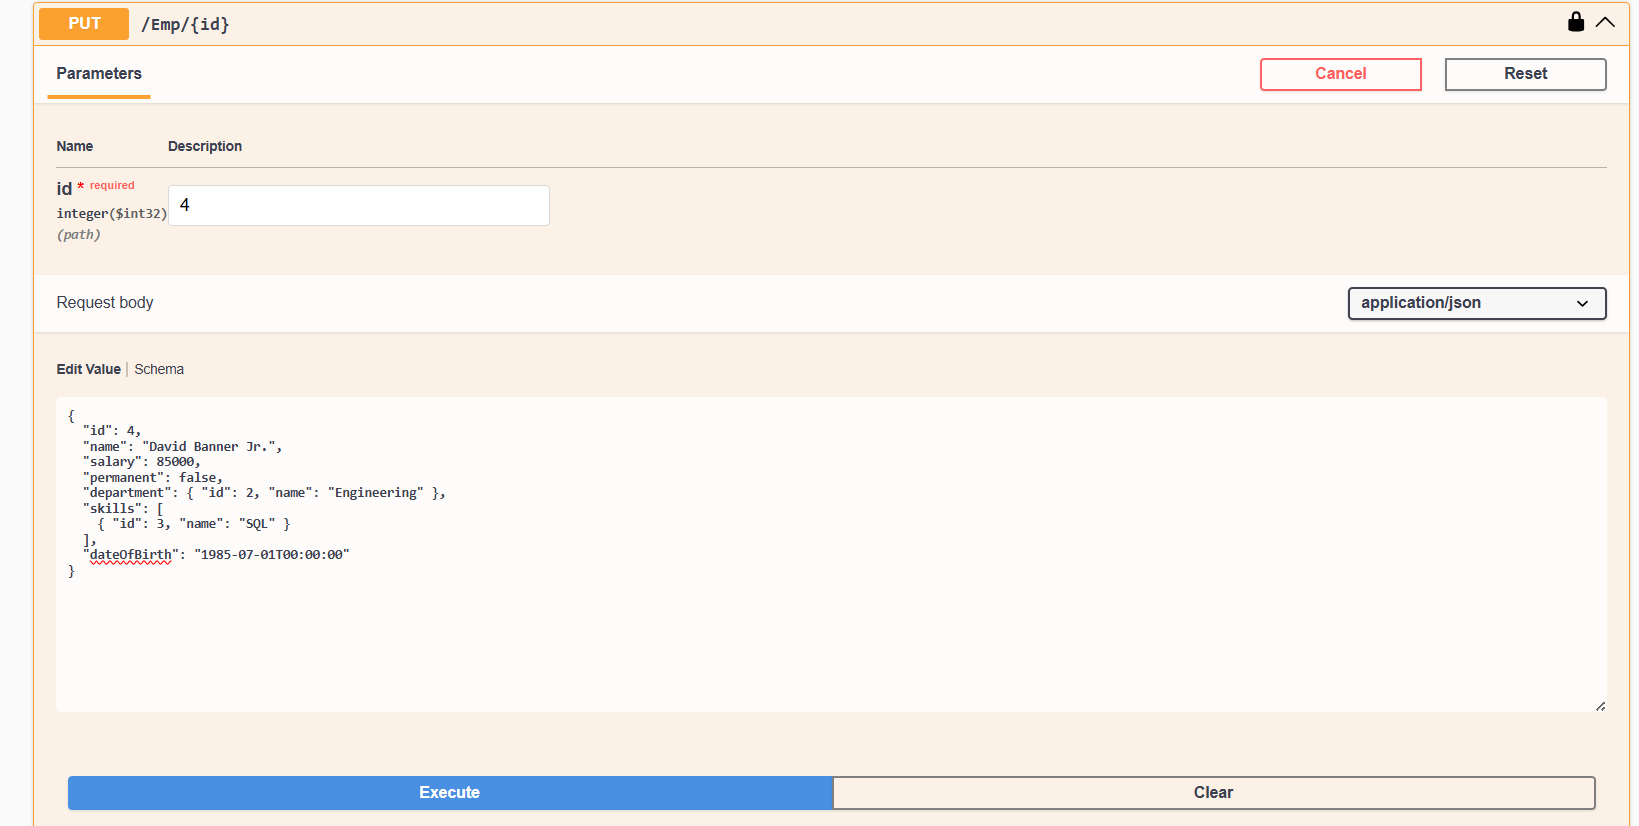 PUT /Emp/{id}
Parameters
Cancel
Reset
Name Description
id * required
integer($int32)
(path)
4
Request body
application/json
Edit Value | Schema
{
  "id": 4,
  "name": "David Banner Jr.",
  "salary": 85000,
  "permanent": false,
  "department": { "id": 2, "name": "Engineering" },
  "skills": [
    { "id": 3, "name": "SQL" }
  ],
  "dateOfBirth": "1985-07-01T00:00:00"
}
Execute
Clear